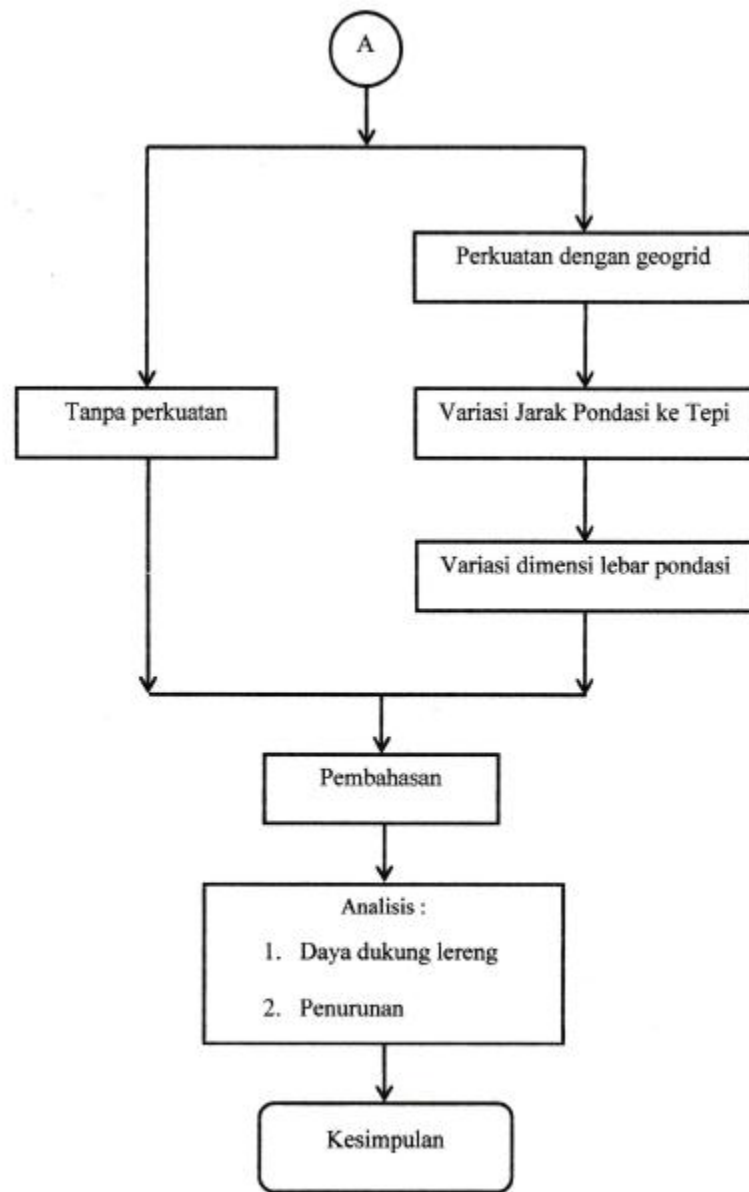 A
Perkuatan dengan geogrid
Tanpa perkuatan
Variasi Jarak Pondasi ke Tepi
Variasi dimensi lebar pondasi
Pembahasan
Analisis :
1. Daya dukung lereng
2. Penurunan
Kesimpulan